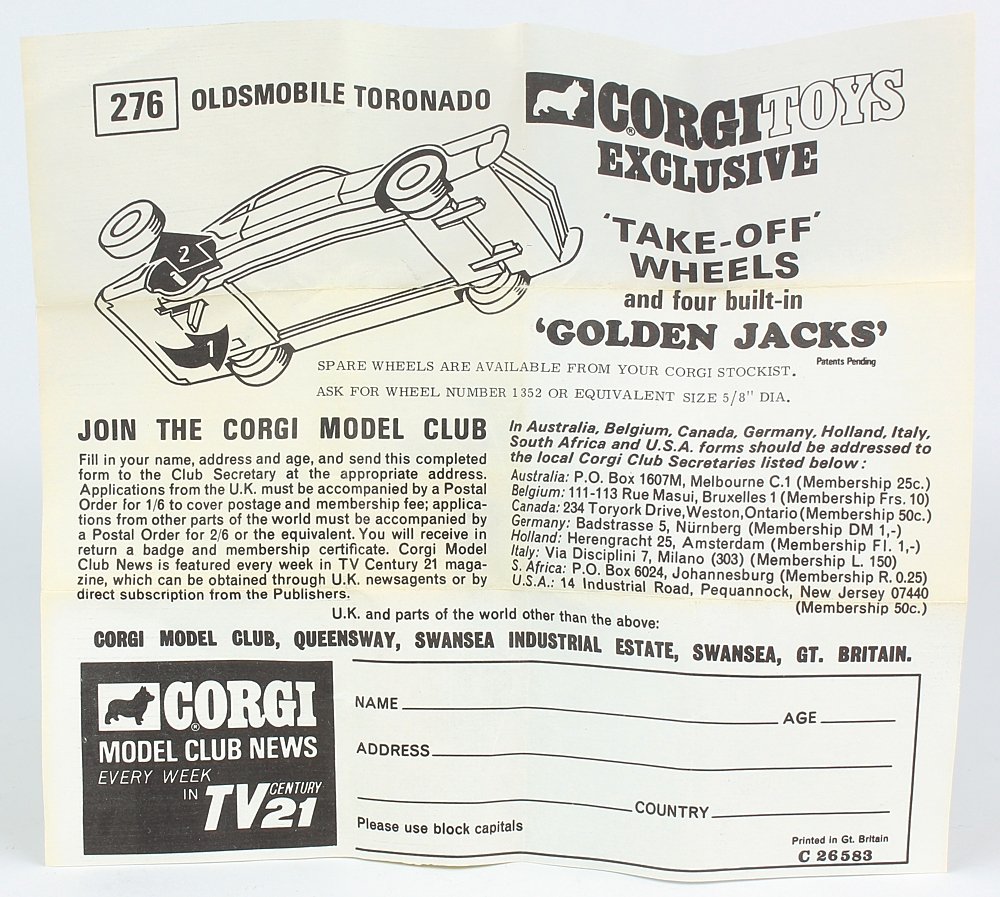 276 OLDSMOBILE TORONADO
CORGI TOYS
®
EXCLUSIVE
'TAKE-OFF'
WHEELS
and four built-in
'GOLDEN JACKS'
Patents Pending
2
1
SPARE WHEELS ARE AVAILABLE FROM YOUR CORGI STOCKIST.
ASK FOR WHEEL NUMBER 1352 OR EQUIVALENT SIZE 5/8" DIA.
JOIN THE CORGI MODEL CLUB
Fill in your name, address and age, and send this completed
form to the Club Secretary at the appropriate address.
Applications from the U.K. must be accompanied by a Postal
Order for 1/6 to cover postage and membership fee; applica-
tions from other parts of the world must be accompanied by
a Postal Order for 2/6 or the equivalent. You will receive in
return a badge and membership certificate. Corgi Model
Club News is featured every week in TV Century 21 maga-
zine, which can be obtained through U.K. newsagents or by
direct subscription from the Publishers.
In Australia, Belgium, Canada, Germany, Holland, Italy,
South Africa and U.S.A. forms should be addressed to
the local Corgi Club Secretaries listed below:
Australia: P.O. Box 1607M, Melbourne C.1 (Membership 25c.)
Belgium: 111-113 Rue Masui, Bruxelles 1 (Membership Frs. 10)
Canada: 234 Toryork Drive, Weston, Ontario (Membership 50c.)
Germany: Badstrasse 5, Nürnberg (Membership DM 1,-)
Holland: Herengracht 25, Amsterdam (Membership Fl. 1,-)
Italy: Via Disciplini 7, Milano (303) (Membership L. 150)
S. Africa: P.O. Box 6024, Johannesburg (Membership R. 0.25)
U.S.A.: 14 Industrial Road, Pequannock, New Jersey 07440
(Membership 50c.)
U.K. and parts of the world other than the above:
CORGI MODEL CLUB, QUEENSWAY, SWANSEA INDUSTRIAL ESTATE, SWANSEA, GT. BRITAIN.
CORGI
®
MODEL CLUB NEWS
EVERY WEEK
IN TV CENTURY 21
NAME AGE
ADDRESS
COUNTRY
Please use block capitals
Printed in Gt. Britain
C 26583